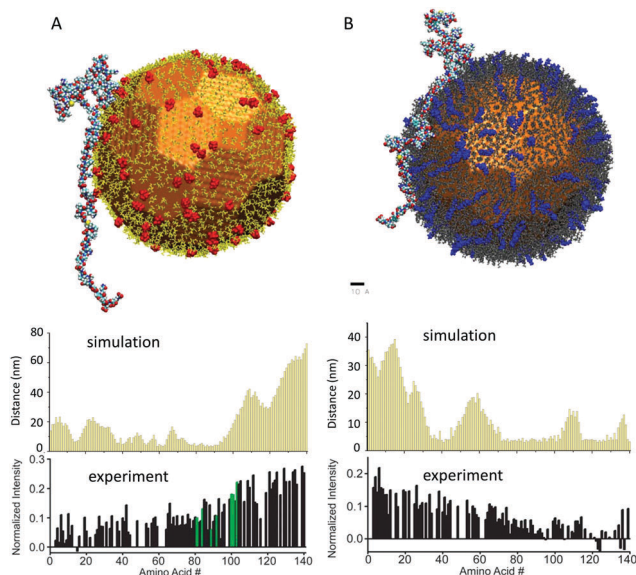 A
B
10 A
simulation
Distance (nm)
80
60
40
20
0
experiment
Normalized Intensity
0.3
0.2
0.1
0.0
0 20 40 60 80 100 120 140
Amino Acid #
simulation
Distance (nm)
40
30
20
10
0
experiment
Normalized Intensity
0.2
0.1
0.0
0 20 40 60 80 100 120 140
Amino Acid #